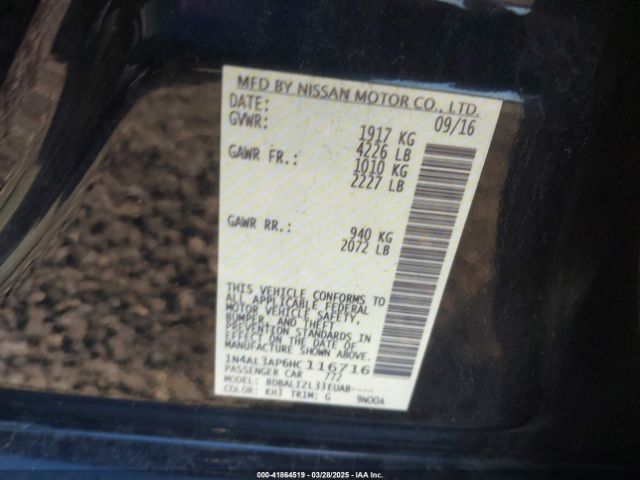 MFD BY NISSAN MOTOR CO., LTD.
DATE: 09/16
GVWR: 1917 KG
4226 LB
GAWR FR.: 1010 KG
2227 LB
GAWR RR.: 940 KG
2072 LB
THIS VEHICLE CONFORMS TO
ALL APPLICABLE FEDERAL
MOTOR VEHICLE SAFETY,
BUMPER, AND THEFT
PREVENTION STANDARDS IN
EFFECT ON THE DATE OF
MANUFACTURE SHOWN ABOVE.
1N4AL3AP6HC116716
PASSENGER CAR 772
MODEL: BDBALI2L33EUAB----
COLOR: KH3 TRIM: G 9N00A
000-41864519 | 03/28/2025 — IAA Inc.